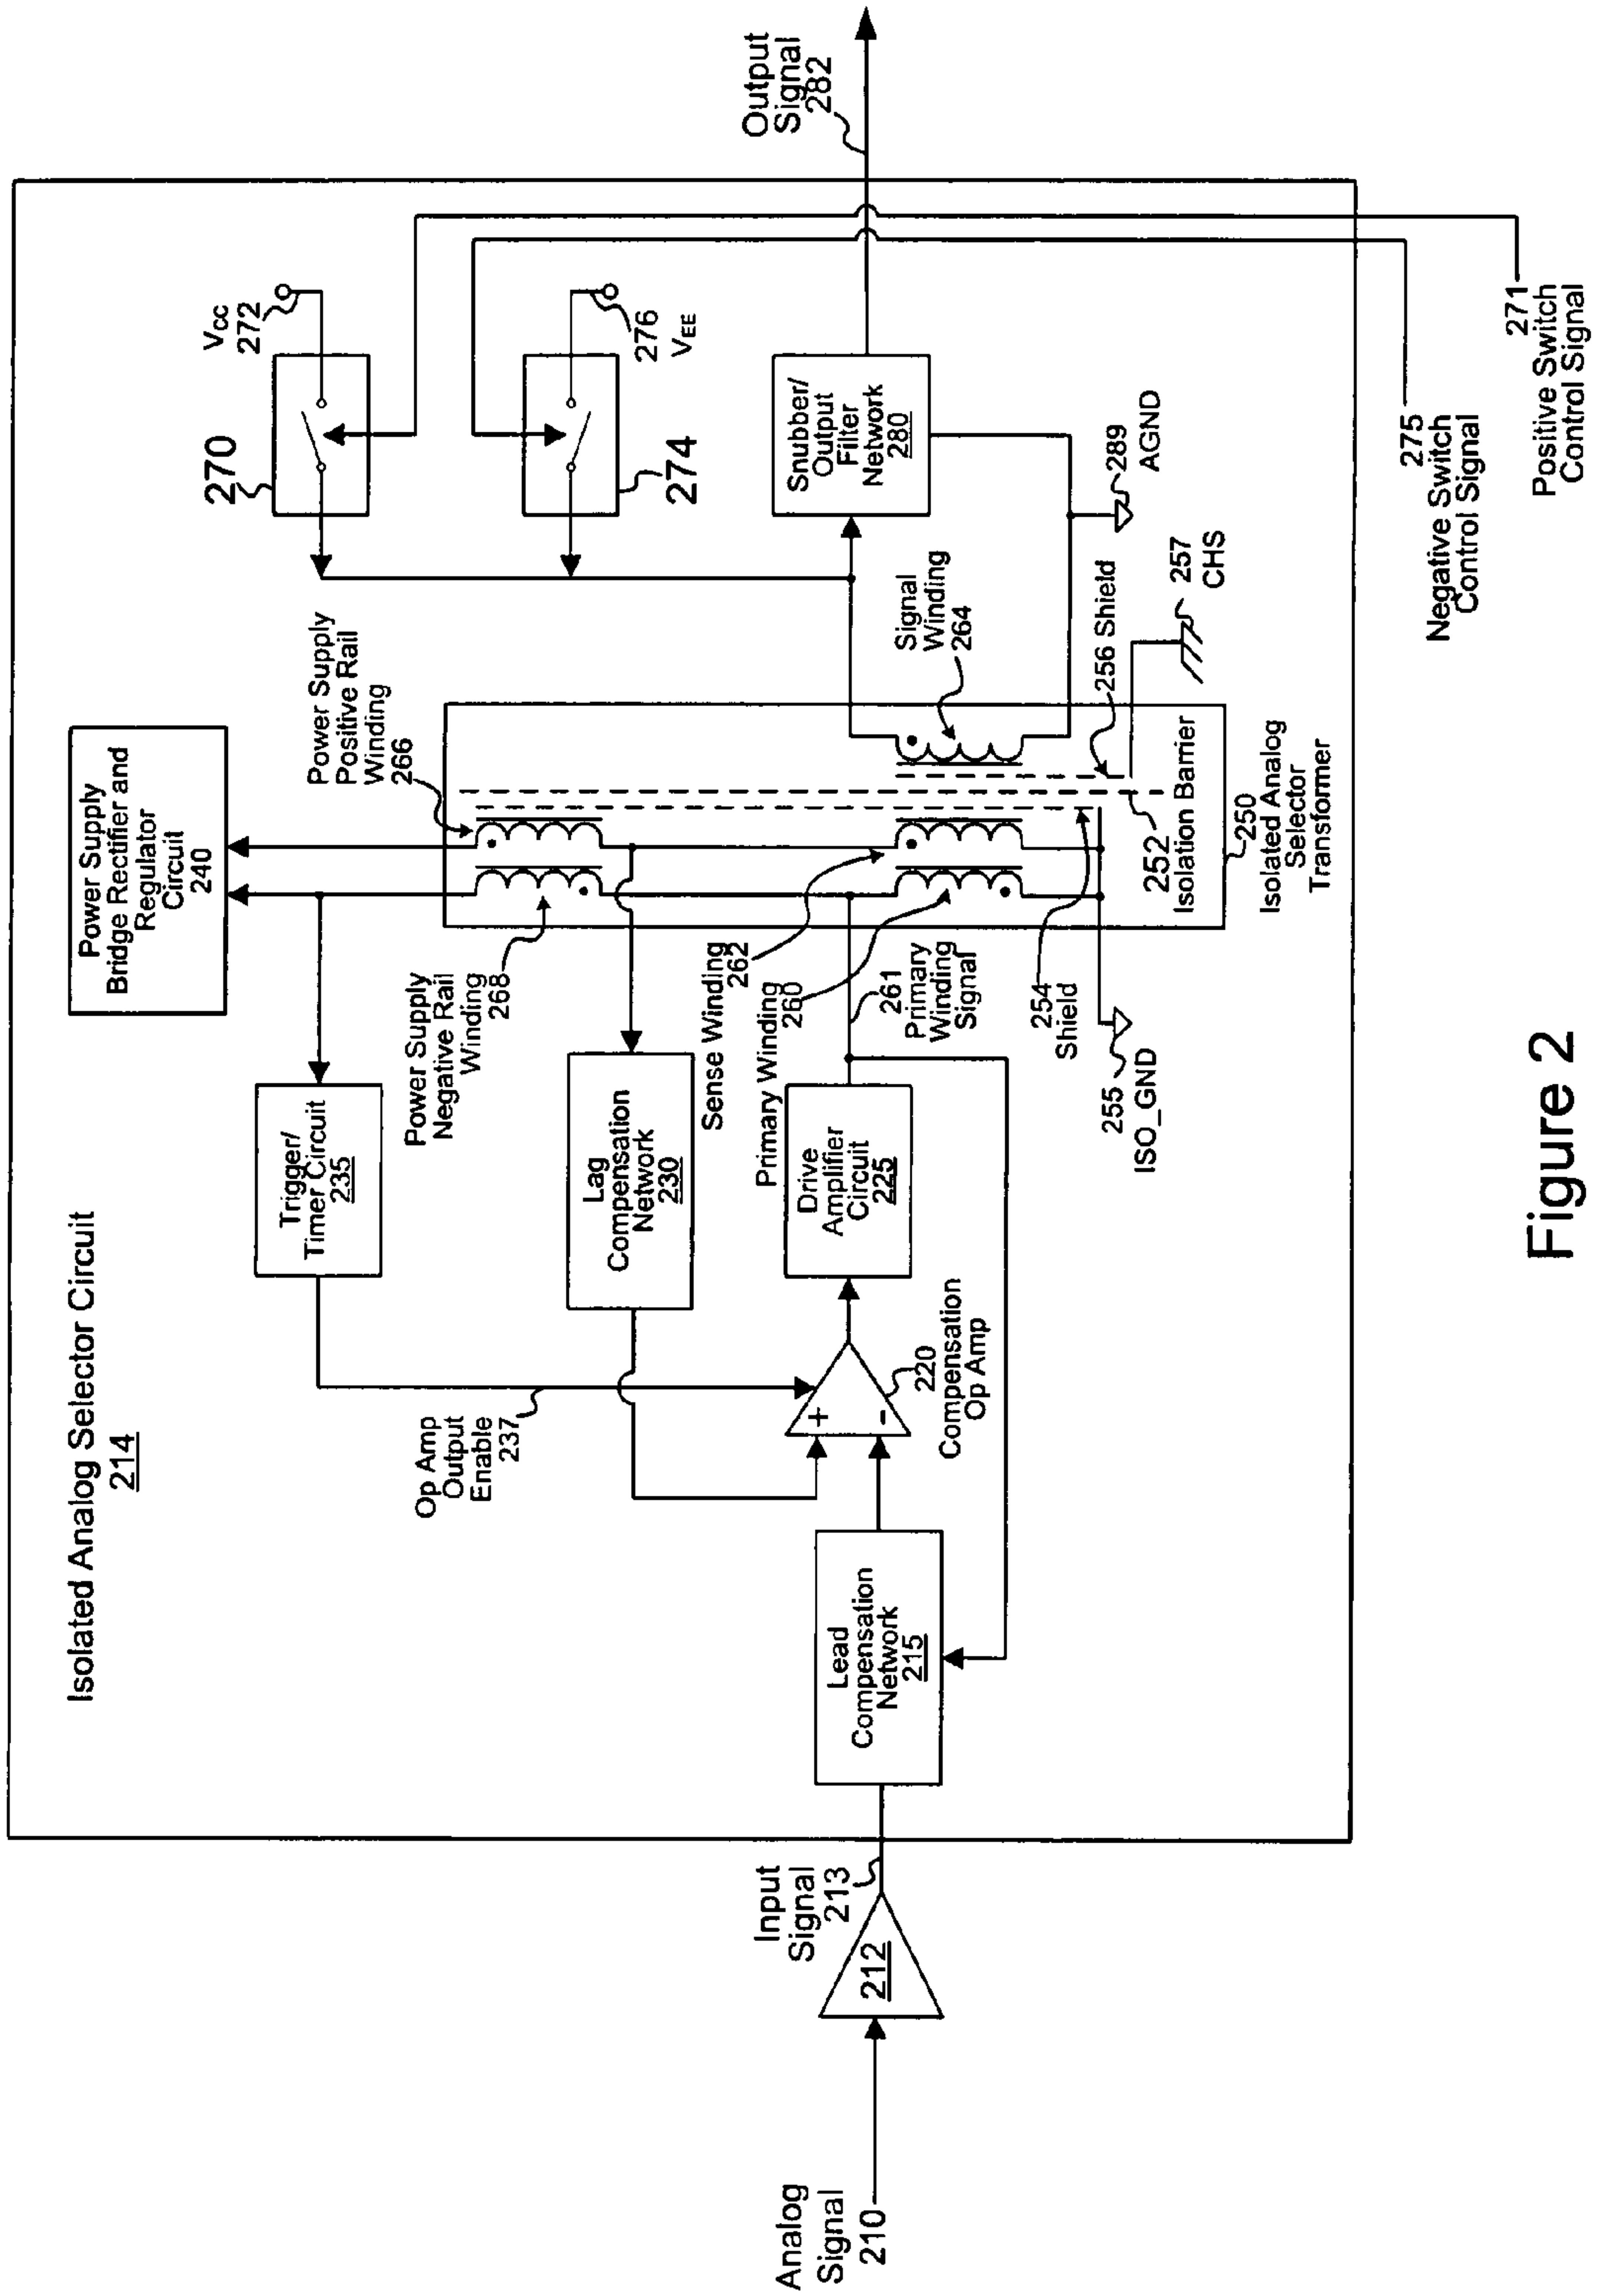 Isolated Analog Selector Circuit
214
Power Supply
Bridge Rectifier and
Regulator
Circuit
240
Trigger/
Timer Circuit
235
Power Supply
Positive Rail
Winding
266
VCC
272
270
276
VEE
274
Op Amp
Output
Enable
237
Lag
Compensation
Network
230
Power Supply
Negative Rail
Winding
268
Sense Winding
262
Primary Winding
260
Analog
Signal
210
212
Input
Signal
213
Lead
Compensation
Network
215
+
-
220
Compensation
Op Amp
Drive
Amplifier
Circuit
225
261
Primary
Winding
Signal
254
Shield
255
ISO_GND
252
Isolation Barrier
250
Isolated Analog
Selector
Transformer
Signal
Winding
264
256 Shield
257
CHS
Snubber/
Output
Filter
Network
280
289
AGND
Output
Signal
282
275
Negative Switch
Control Signal
271
Positive Switch
Control Signal
Figure 2